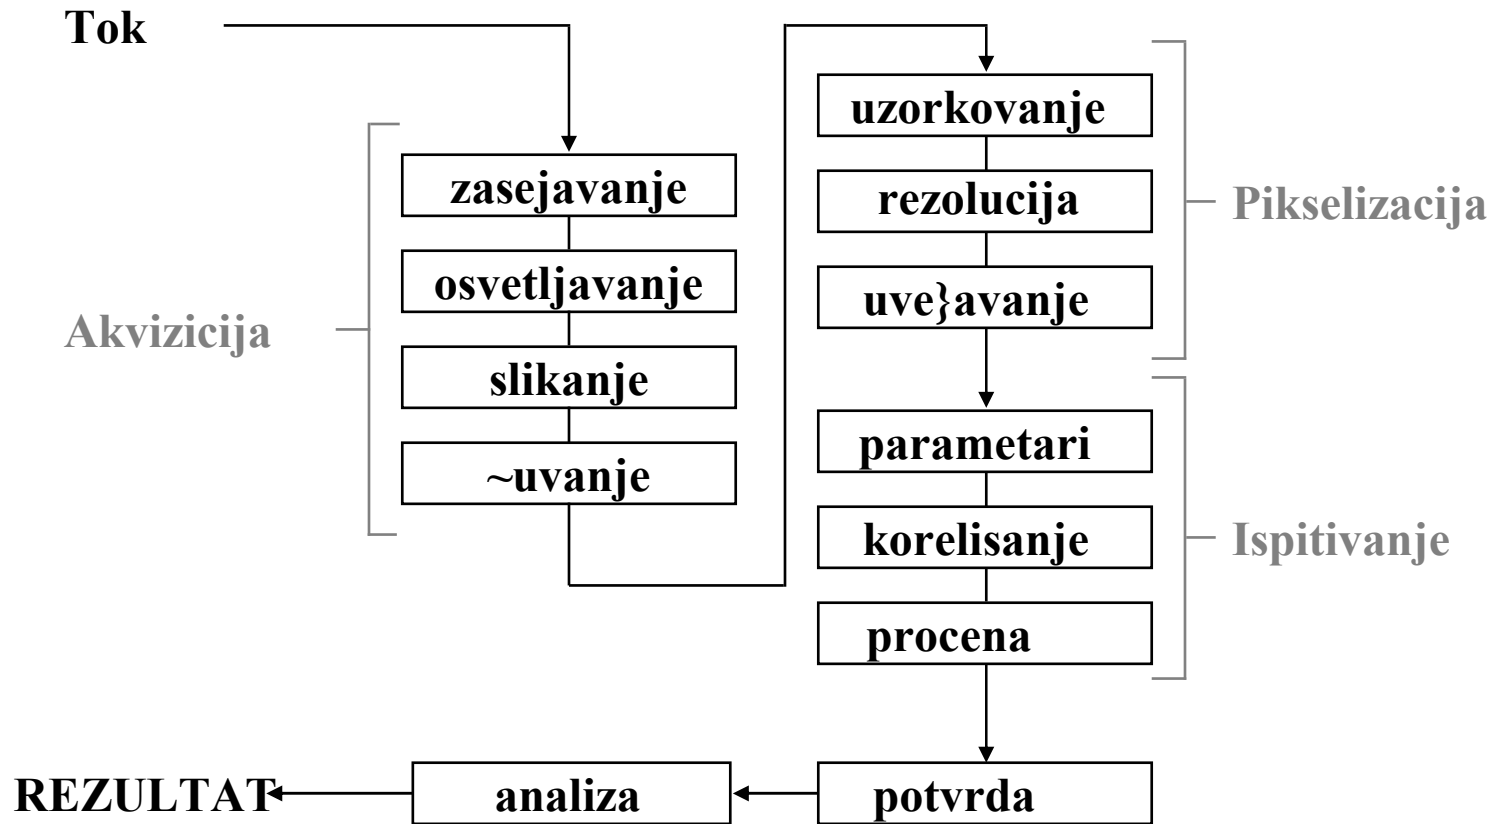 Tok
Akvizicija
zasejavanje
osvetljavanje
slikanje
~uvanje
uzorkovanje
rezolucija
uve}avanje
Pikselizacija
parametari
korelisanje
procena
Ispitivanje
potvrda
analiza
REZULTAT